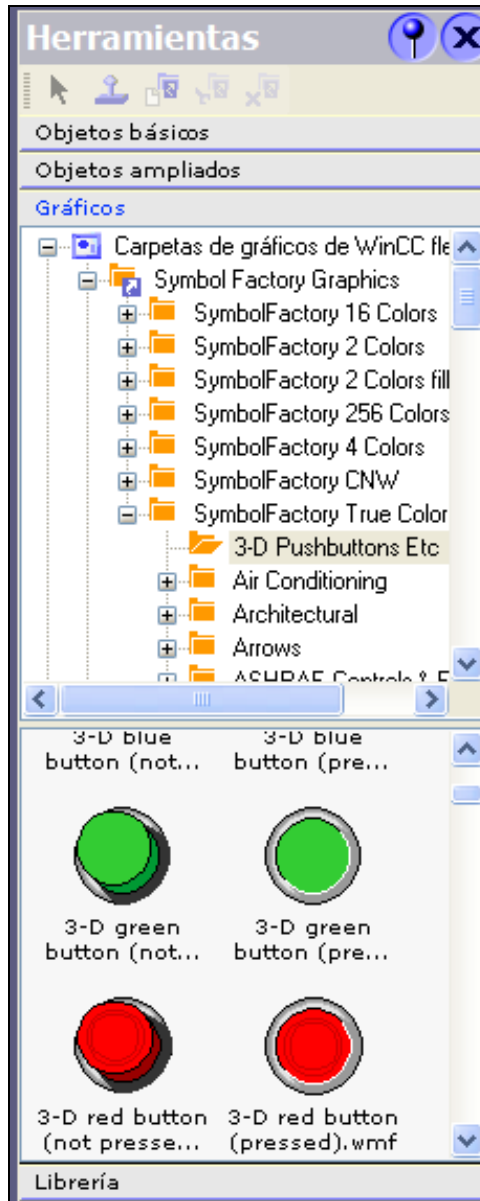 Herramientas
Objetos básicos
Objetos ampliados
Gráficos
Carpetas de gráficos de WinCC fle
Symbol Factory Graphics
SymbolFactory 16 Colors
SymbolFactory 2 Colors
SymbolFactory 2 Colors fill
SymbolFactory 256 Colors
SymbolFactory 4 Colors
SymbolFactory CNW
SymbolFactory True Color
3-D Pushbuttons Etc
Air Conditioning
Architectural
Arrows
ASHRAE Controls & E
3-D blue 3-D blue
button (not... button (pre...
3-D green 3-D green
button (not... button (pre...
3-D red button 3-D red button
(not presse... (pressed).wmf
Librería